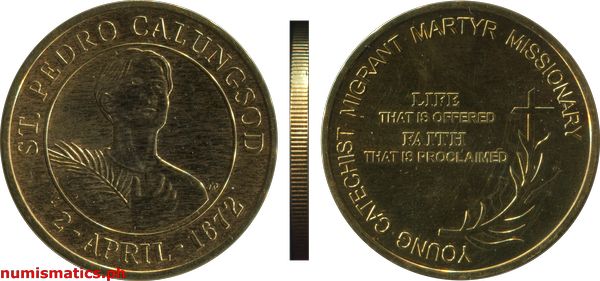 ST. PEDRO CALUNGSOD
2 - APRIL - 1672
YOUNG CATECHIST MIGRANT MARTYR MISSIONARY
LIFE
THAT IS OFFERED
FAITH
THAT IS PROCLAIMED
numismatics.ph